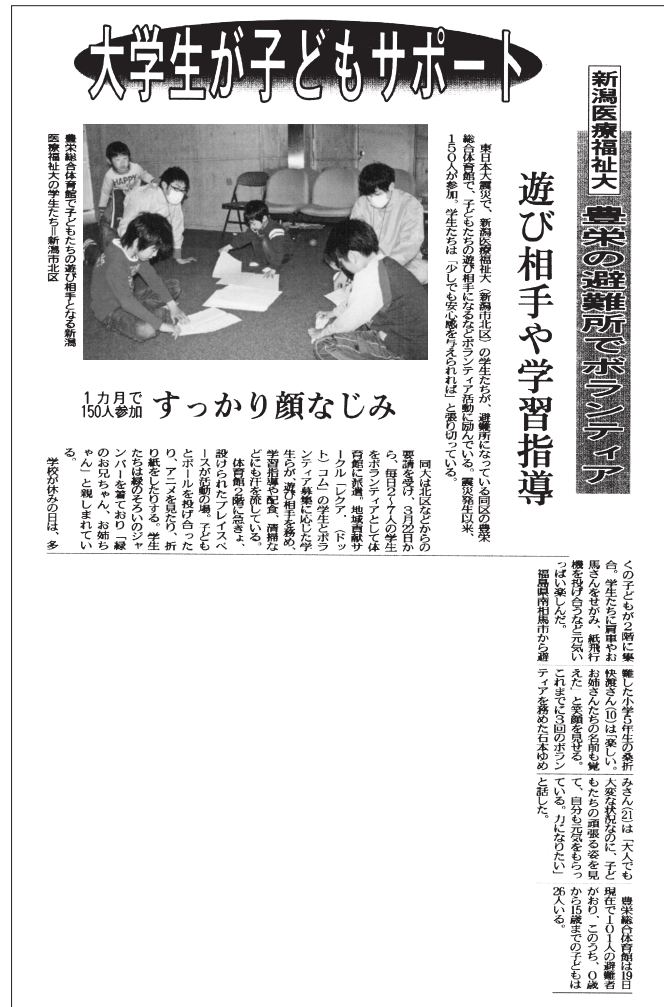 大学生が子どもサポート
新潟医療福祉大
豊栄の避難所でボランティア
遊び相手や学習指導
東日本大震災で、新潟医療福祉大（新潟市北区）の学生たちが、避難所になっている同区の豊栄
総合体育館で、子どもたちの遊び相手になるなどボランティア活動に励んでいる。震災発生以来、
１５０人が参加。学生たちは「少しでも安心感を与えられれば」と張り切っている。
HAPPY
豊栄総合体育館で子どもたちの遊び相手となる新潟
医療福祉大の学生たち＝新潟市北区
１カ月で
150人参加
すっかり顔なじみ
同大は北区などからの
要請を受け、３月22日か
ら、毎日２〜17人の学生
をボランティアとして体
育館に派遣。地域貢献サ
ークル「レクア．（ドッ
ト）コム」の学生とボラ
ンティア募集に応じた学
生らが、遊び相手を務め、
学習指導や配食、清掃な
どにも汗を流している。
体育館２階に急きょ、
設けられたプレイスペ
ースが活動の場。子ども
とボールを投げ合った
り、アニメを見たり、折
り紙をしたりする。学生
たちは緑のそろいのジャ
ンパーを着ており「緑
のお兄ちゃん、お姉ち
ゃん」と親しまれてい
る。
学校が休みの日は、多
くの子どもが２階に集
合。学生たちに肩車やお
馬さんをせがみ、紙飛行
機を投げ合うなど元気い
っぱい楽しんだ。
福島県南相馬市から避
難した小学５年生の桑折
快渡さん(10)は「楽しい。
お姉さんたちの名前も覚
えた」と笑顔を見せる。
これまでに３回のボラン
ティアを務めた石本ゆめ
みさん(21)は「大人でも
大変な状況なのに、子ど
もたちの頑張る姿を見
て、自分も元気をもらっ
ている。力になりたい」
と話した。
豊栄総合体育館は19日
現在で１０１人の避難者
がおり、このうち、０歳
から15歳までの子どもは
26人いる。